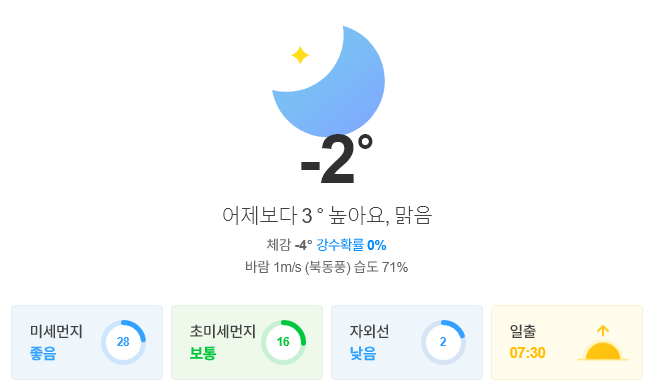 -2°
어제보다 3 ° 높아요, 맑음
체감 -4° 강수확률 0%
바람 1m/s (북동풍) 습도 71%
미세먼지
좋음
28
초미세먼지
보통
16
자외선
낮음
2
일출
07:30